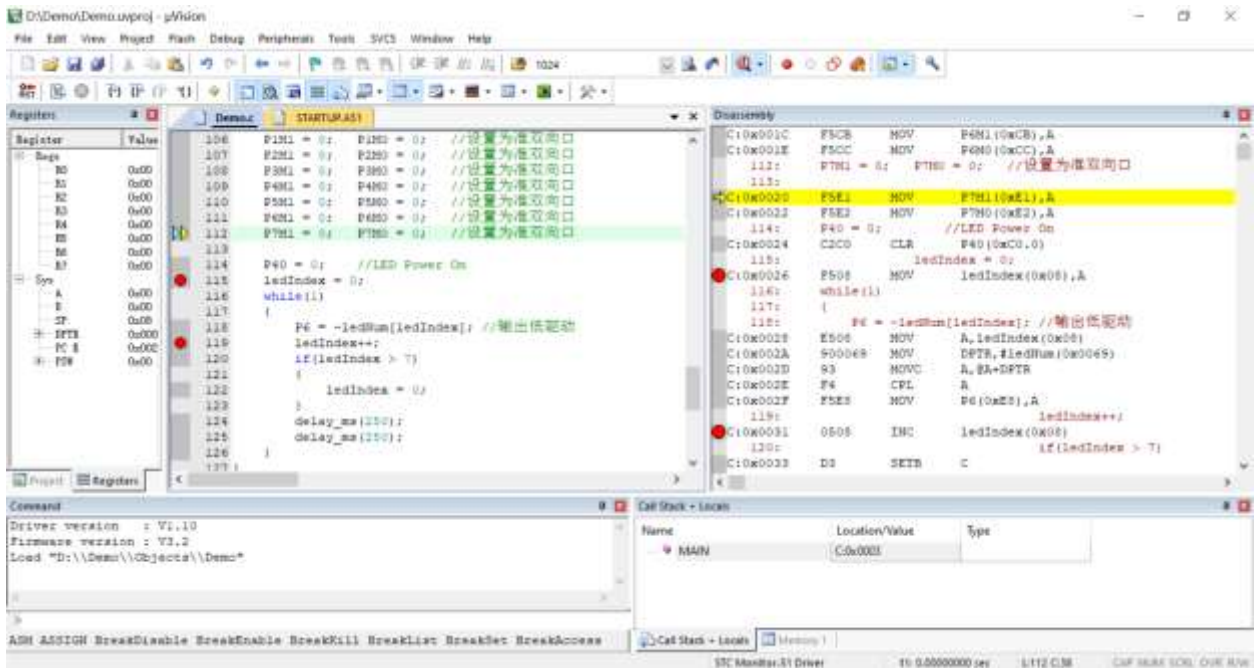 D:\Demo\Demo.uvproj - µVision
File Edit View Project Flash Debug Peripherals Tools SVCS Window Help
1024
Registers
Register Value
Regs
R0 0x00
R1 0x00
R2 0x00
R3 0x00
R4 0x00
R5 0x00
R6 0x00
R7 0x00
Sys
A 0x00
B 0x00
SP 0x08
DPTR 0x000
PC $ 0x002
PSW 0x00
Project Registers
Demo.c STARTUP.A51
106 P1M1 = 0; P1M0 = 0; //设置为准双向口
107 P2M1 = 0; P2M0 = 0; //设置为准双向口
108 P3M1 = 0; P3M0 = 0; //设置为准双向口
109 P4M1 = 0; P4M0 = 0; //设置为准双向口
110 P5M1 = 0; P5M0 = 0; //设置为准双向口
111 P6M1 = 0; P6M0 = 0; //设置为准双向口
112 P7M1 = 0; P7M0 = 0; //设置为准双向口
113
114 P40 = 0; //LED Power On
115 ledIndex = 0;
116 while(1)
117 {
118 P6 = ~ledNum[ledIndex]; //输出低驱动
119 ledIndex++;
120 if(ledIndex > 7)
121 {
122 ledIndex = 0;
123 }
124 delay_ms(250);
125 delay_ms(250);
126 }
127 }
Disassembly
C:0x001C F5CB MOV P6M1(0xCB),A
C:0x001E F5CC MOV P6M0(0xCC),A
112: P7M1 = 0; P7M0 = 0; //设置为准双向口
113:
C:0x0020 F5E1 MOV P7M1(0xE1),A
C:0x0022 F5E2 MOV P7M0(0xE2),A
114: P40 = 0; //LED Power On
C:0x0024 C2C0 CLR P40(0xC0.0)
115: ledIndex = 0;
C:0x0026 F508 MOV ledIndex(0x08),A
116: while(1)
117: {
118: P6 = ~ledNum[ledIndex]; //输出低驱动
C:0x0028 E508 MOV A,ledIndex(0x08)
C:0x002A 900069 MOV DPTR,#ledNum(0x0069)
C:0x002D 93 MOVC A,@A+DPTR
C:0x002E F4 CPL A
C:0x002F F5E8 MOV P6(0xE8),A
119: ledIndex++;
C:0x0031 0508 INC ledIndex(0x08)
120: if(ledIndex > 7)
C:0x0033 D3 SETB C
Command
Driver version : V1.10
Firmware version : V3.2
Load "D:\\Demo\\Objects\\Demo"
>
ASM ASSIGN BreakDisable BreakEnable BreakKill BreakList BreakSet BreakAccess
Call Stack + Locals
Name Location/Value Type
MAIN C:0x0003
Call Stack + Locals Memory 1
STC Monitor-51 Driver t1: 0.00000000 sec L:112 C:38 CAP NUM SCRL OVR R/W